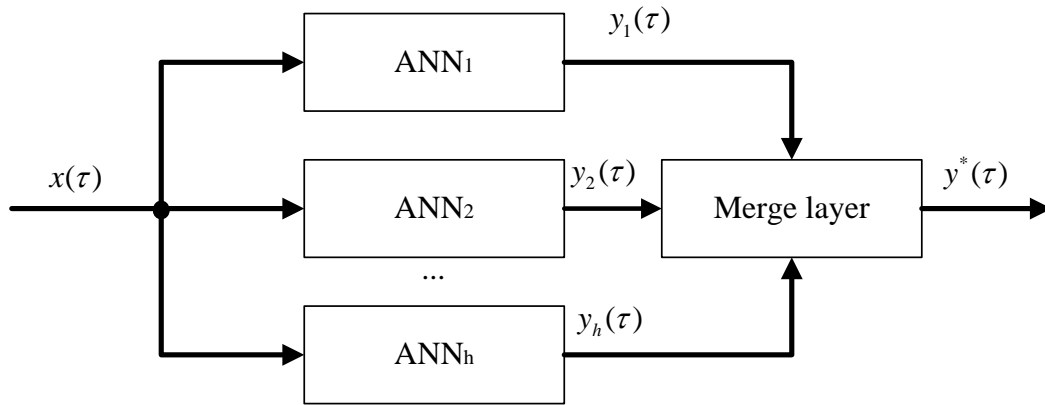 y₁(τ)
ANN₁
x(τ)
ANN₂
y₂(τ)
Merge layer
y*(τ)
...
ANNₕ
yₕ(τ)